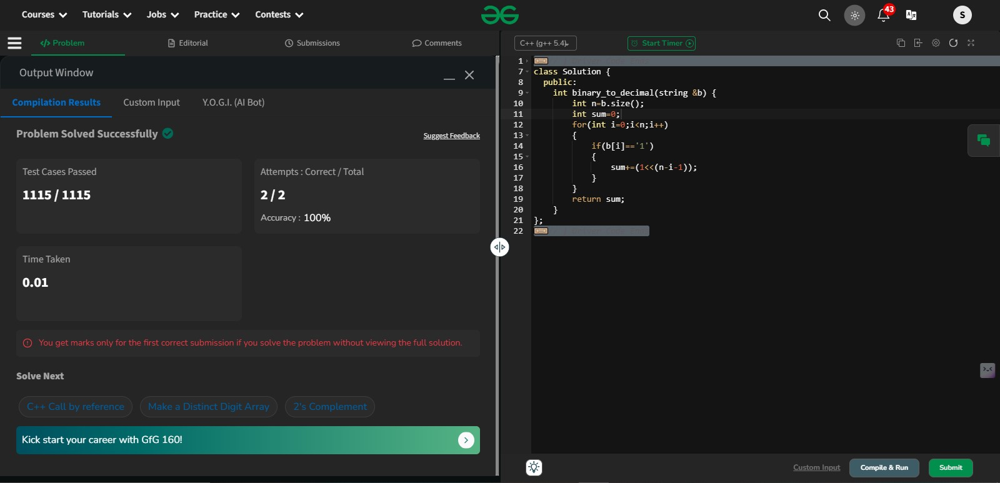 Courses Tutorials Jobs Practice Contests 43 S
</> Problem Editorial Submissions Comments C++ (g++ 5.4) Start Timer
Output Window
Compilation Results Custom Input Y.O.G.I. (AI Bot)
Problem Solved Successfully
Suggest Feedback
Test Cases Passed
1115 / 1115
Attempts : Correct / Total
2 / 2
Accuracy : 100%
Time Taken
0.01
You get marks only for the first correct submission if you solve the problem without viewing the full solution.
Solve Next
C++ Call by reference Make a Distinct Digit Array 2's Complement
Kick start your career with GfG 160!
1
7 class Solution {
8 public:
9 int binary_to_decimal(string &b) {
10 int n=b.size();
11 int sum=0;
12 for(int i=0;i<n;i++)
13 {
14 if(b[i]=='1')
15 {
16 sum+=(1<<(n-i-1));
17 }
18 }
19 return sum;
20 }
21 };
22
Custom Input Compile & Run Submit